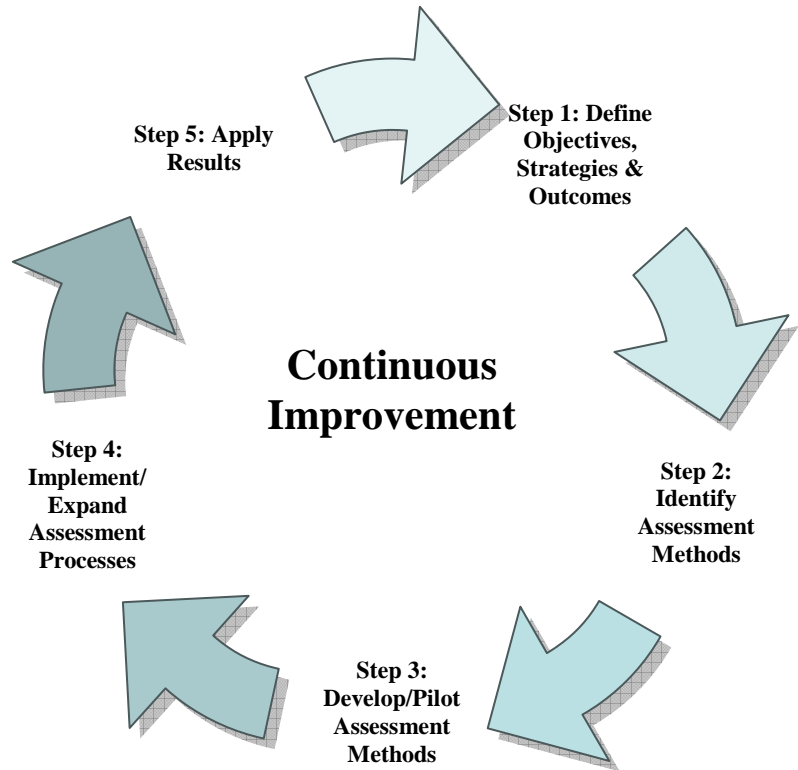 Step 1: Define
Objectives,
Strategies &
Outcomes
Step 2:
Identify
Assessment
Methods
Step 3:
Develop/Pilot
Assessment
Methods
Step 4:
Implement/
Expand
Assessment
Processes
Step 5: Apply
Results
Continuous
Improvement